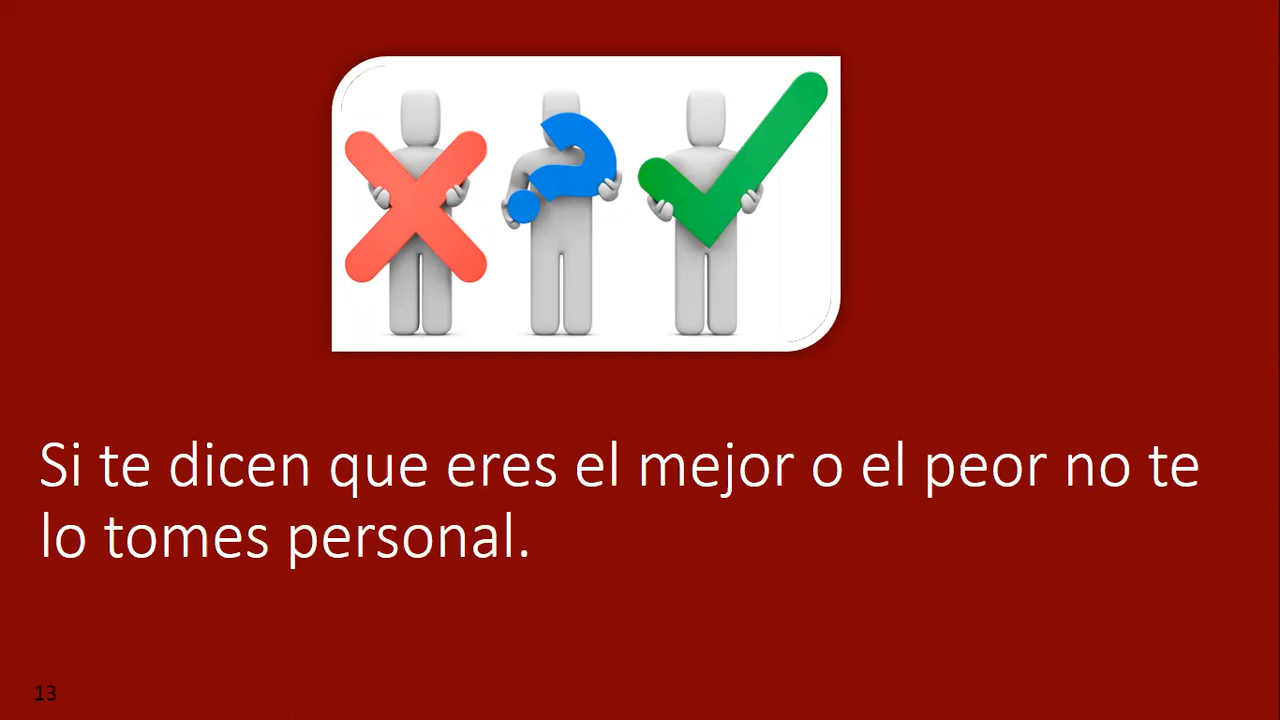 Si te dicen que eres el mejor o el peor no te
lo tomes personal.
13